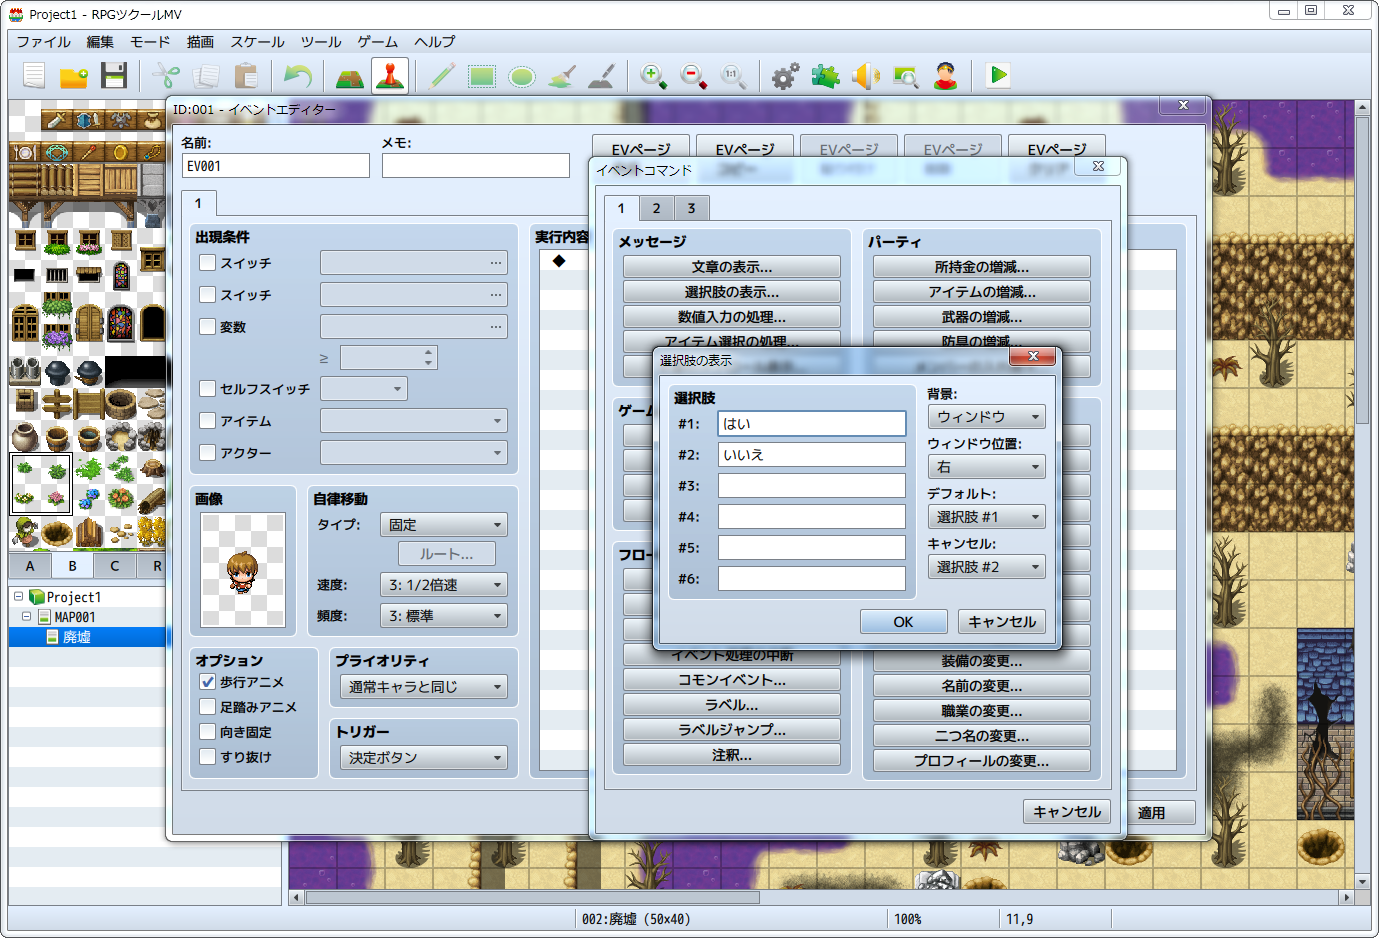 Project1 - RPGツクールMV
ファイル 編集 モード 描画 スケール ツール ゲーム ヘルプ
1:1
ID:001 - イベントエディター
名前:
EV001
メモ:
EVページ
EVページ
EVページ
EVページ
EVページ
1
出現条件
スイッチ
...
スイッチ
...
変数
...
≥
セルフスイッチ
アイテム
アクター
画像
自律移動
タイプ: 固定
ルート...
速度: 3: 1/2倍速
頻度: 3: 標準
オプション
歩行アニメ
足踏みアニメ
向き固定
すり抜け
プライオリティ
通常キャラと同じ
トリガー
決定ボタン
実行内容
◆
適用
イベントコマンド
1 2 3
メッセージ
文章の表示...
選択肢の表示...
数値入力の処理...
アイテム選択の処理...
パーティ
所持金の増減...
アイテムの増減...
武器の増減...
防具の増減...
ゲーム
フロー
イベント処理の中断
コモンイベント...
ラベル...
ラベルジャンプ...
注釈...
装備の変更...
名前の変更...
職業の変更...
二つ名の変更...
プロフィールの変更...
キャンセル
選択肢の表示
選択肢
#1: はい
#2: いいえ
#3:
#4:
#5:
#6:
背景:
ウィンドウ
ウィンドウ位置:
右
デフォルト:
選択肢 #1
キャンセル:
選択肢 #2
OK
キャンセル
A B C R
Project1
MAP001
廃墟
002:廃墟 (50x40) 100% 11,9